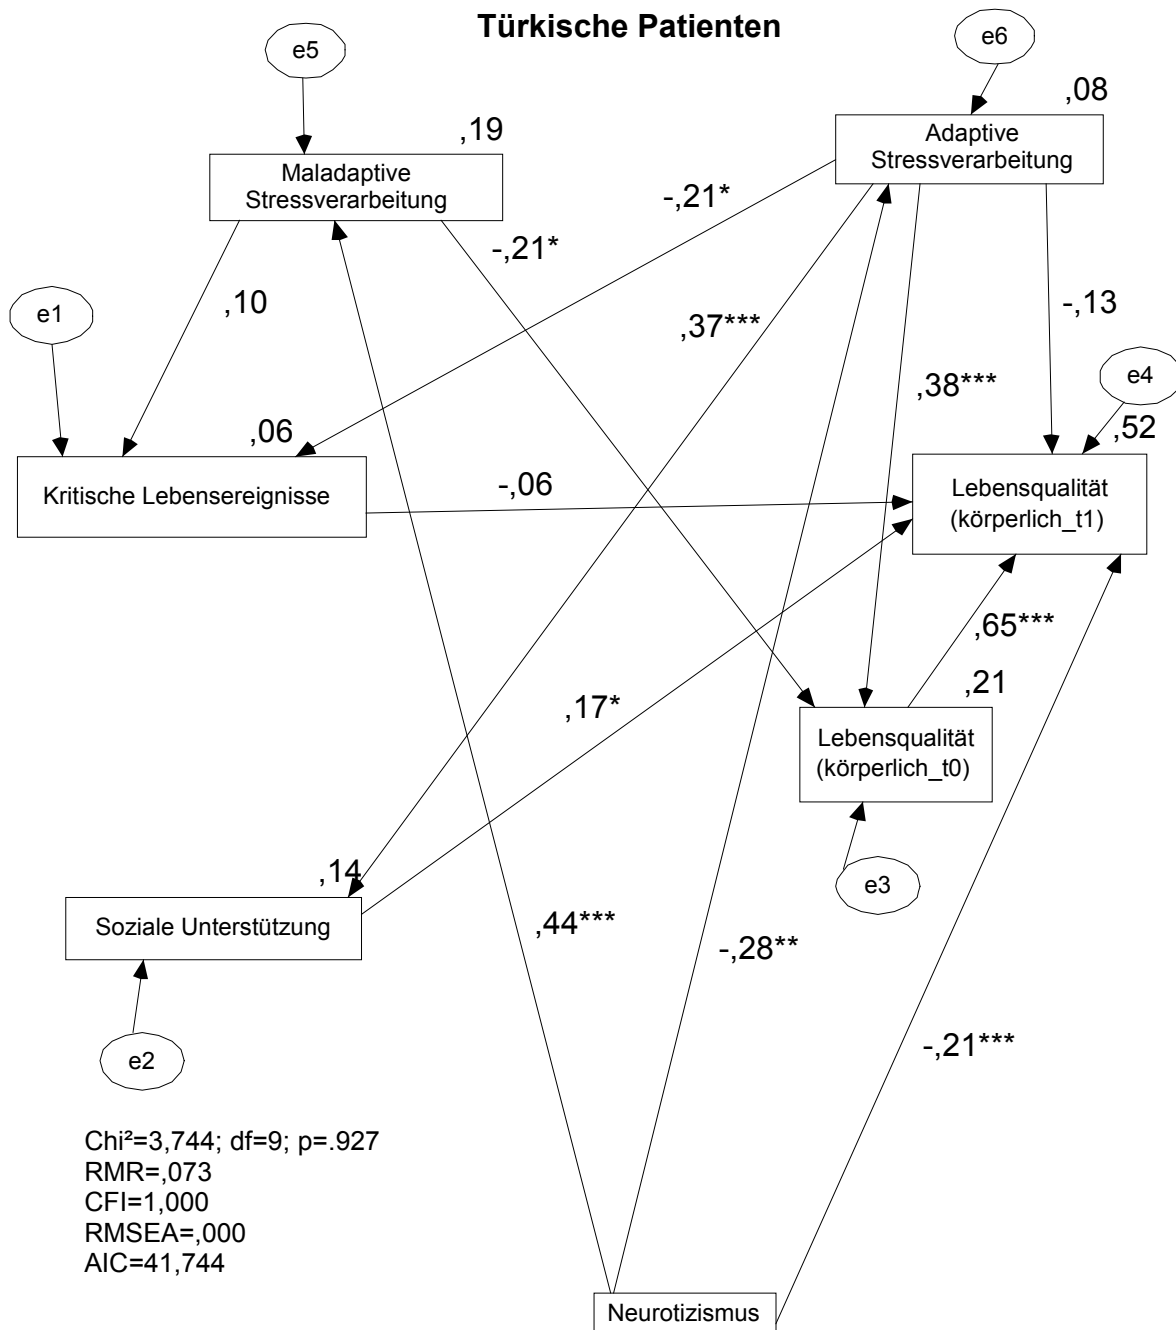 Türkische Patienten
e5
e6
,19
,08
Maladaptive
Stressverarbeitung
Adaptive
Stressverarbeitung
-,21*
-,21*
e1
,10
,37***
-,13
,38***
e4
,06
,52
Kritische Lebensereignisse
-,06
Lebensqualität
(körperlich_t1)
,65***
,17*
,21
Lebensqualität
(körperlich_t0)
,14
e3
Soziale Unterstützung
,44***
-,28**
-,21***
e2
Chi²=3,744; df=9; p=.927
RMR=,073
CFI=1,000
RMSEA=,000
AIC=41,744
Neurotizismus